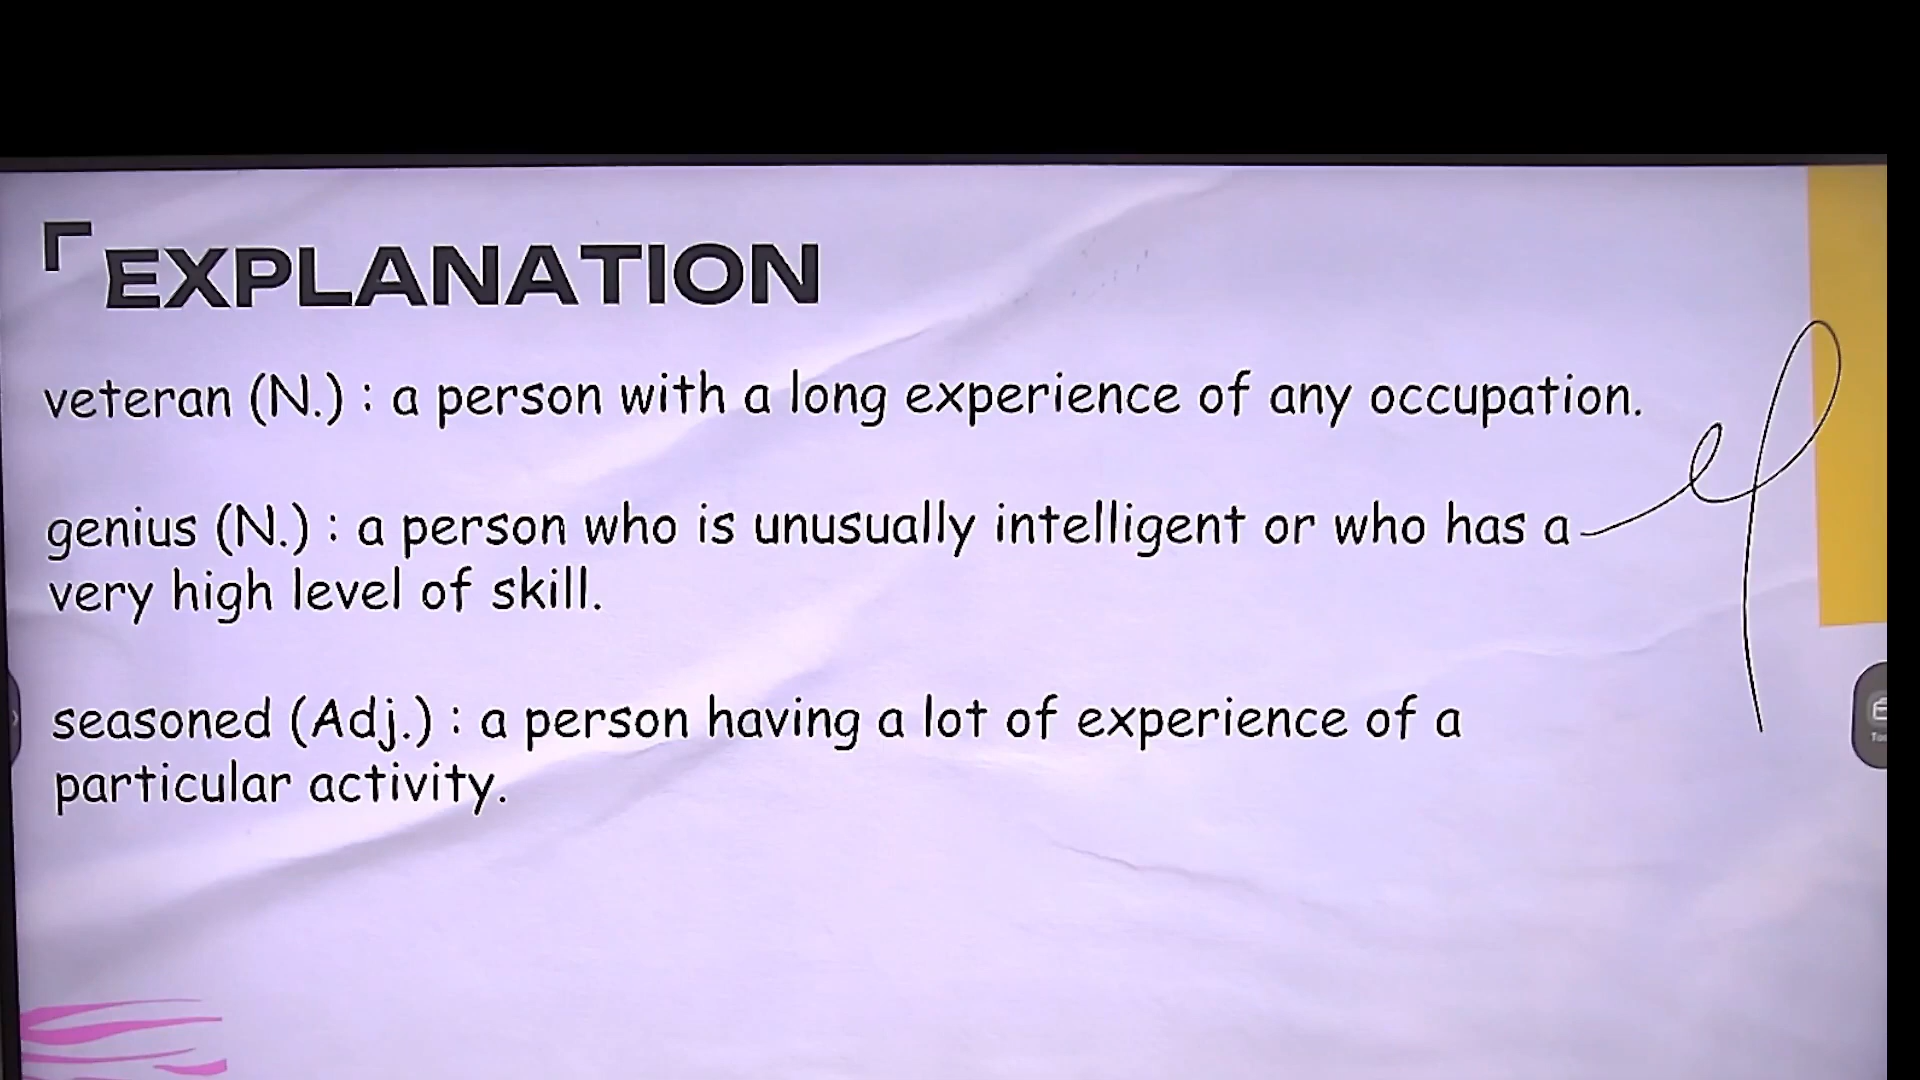 EXPLANATION
veteran (N.) : a person with a long experience of any occupation.
genius (N.) : a person who is unusually intelligent or who has a
very high level of skill.
seasoned (Adj.) : a person having a lot of experience of a
particular activity.